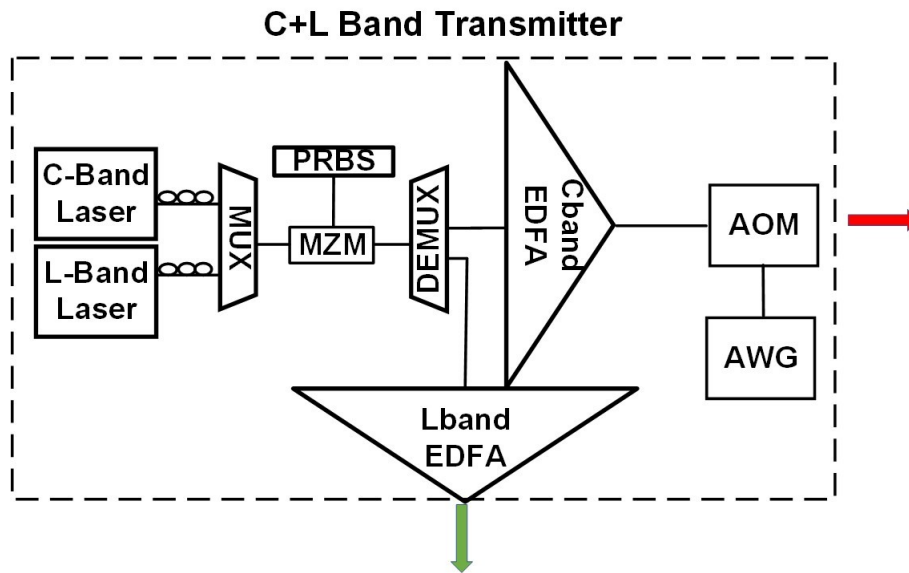 C+L Band Transmitter
C-Band
Laser
L-Band
Laser
MUX
PRBS
MZM
DEMUX
Cband
EDFA
AOM
AWG
Lband
EDFA